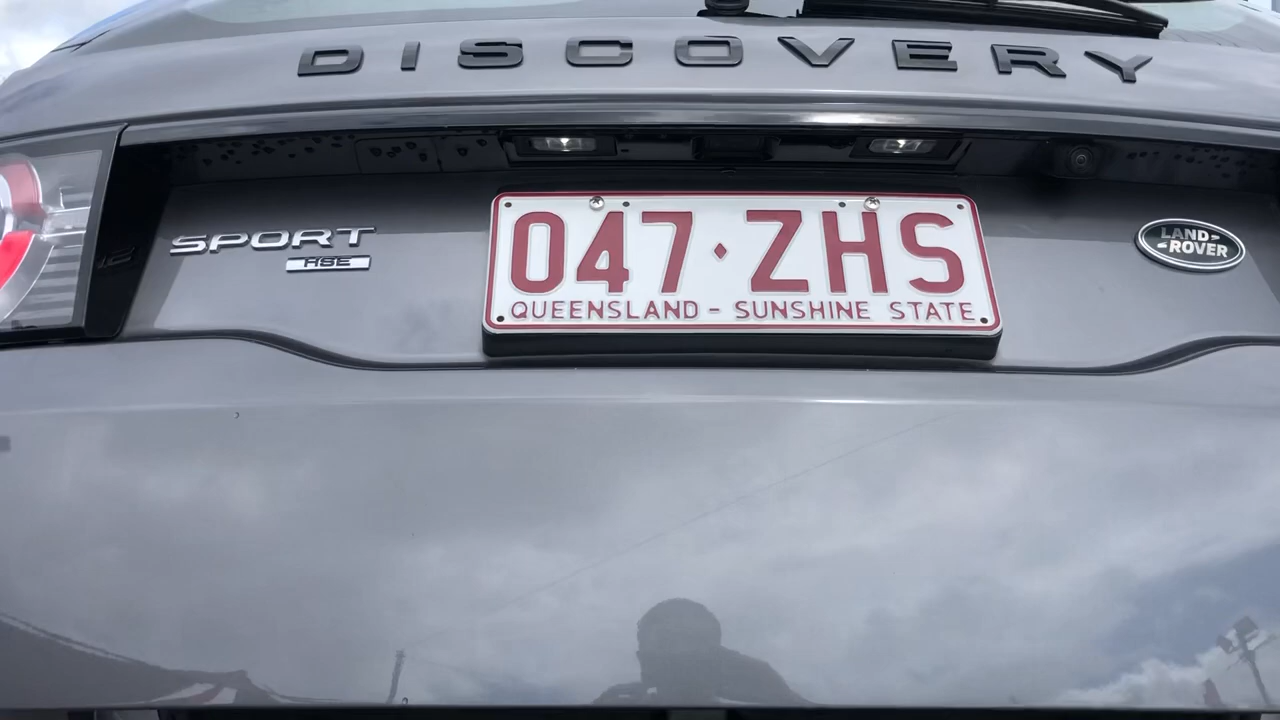 DISCOVERY
SPORT
HSE
047·ZHS
QUEENSLAND - SUNSHINE STATE
LAND-
-ROVER